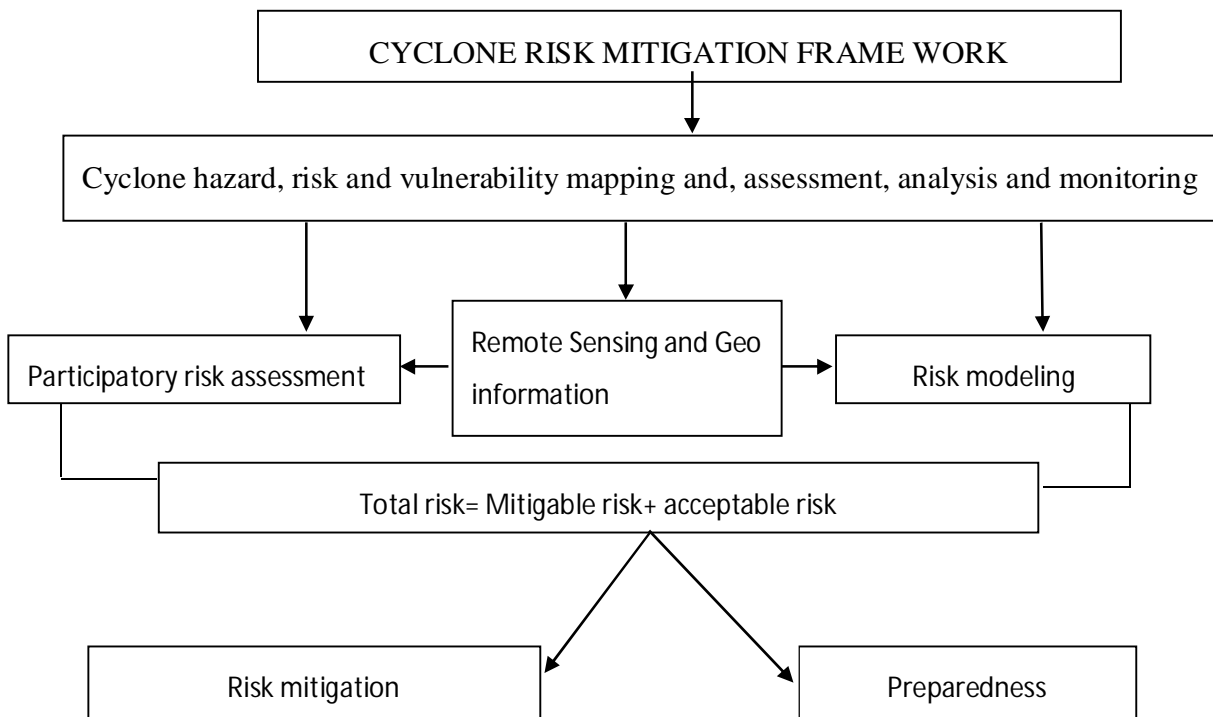 CYCLONE RISK MITIGATION FRAME WORK
Cyclone hazard, risk and vulnerability mapping and, assessment, analysis and monitoring
Participatory risk assessment
Remote Sensing and Geo
information
Risk modeling
Total risk= Mitigable risk+ acceptable risk
Risk mitigation
Preparedness